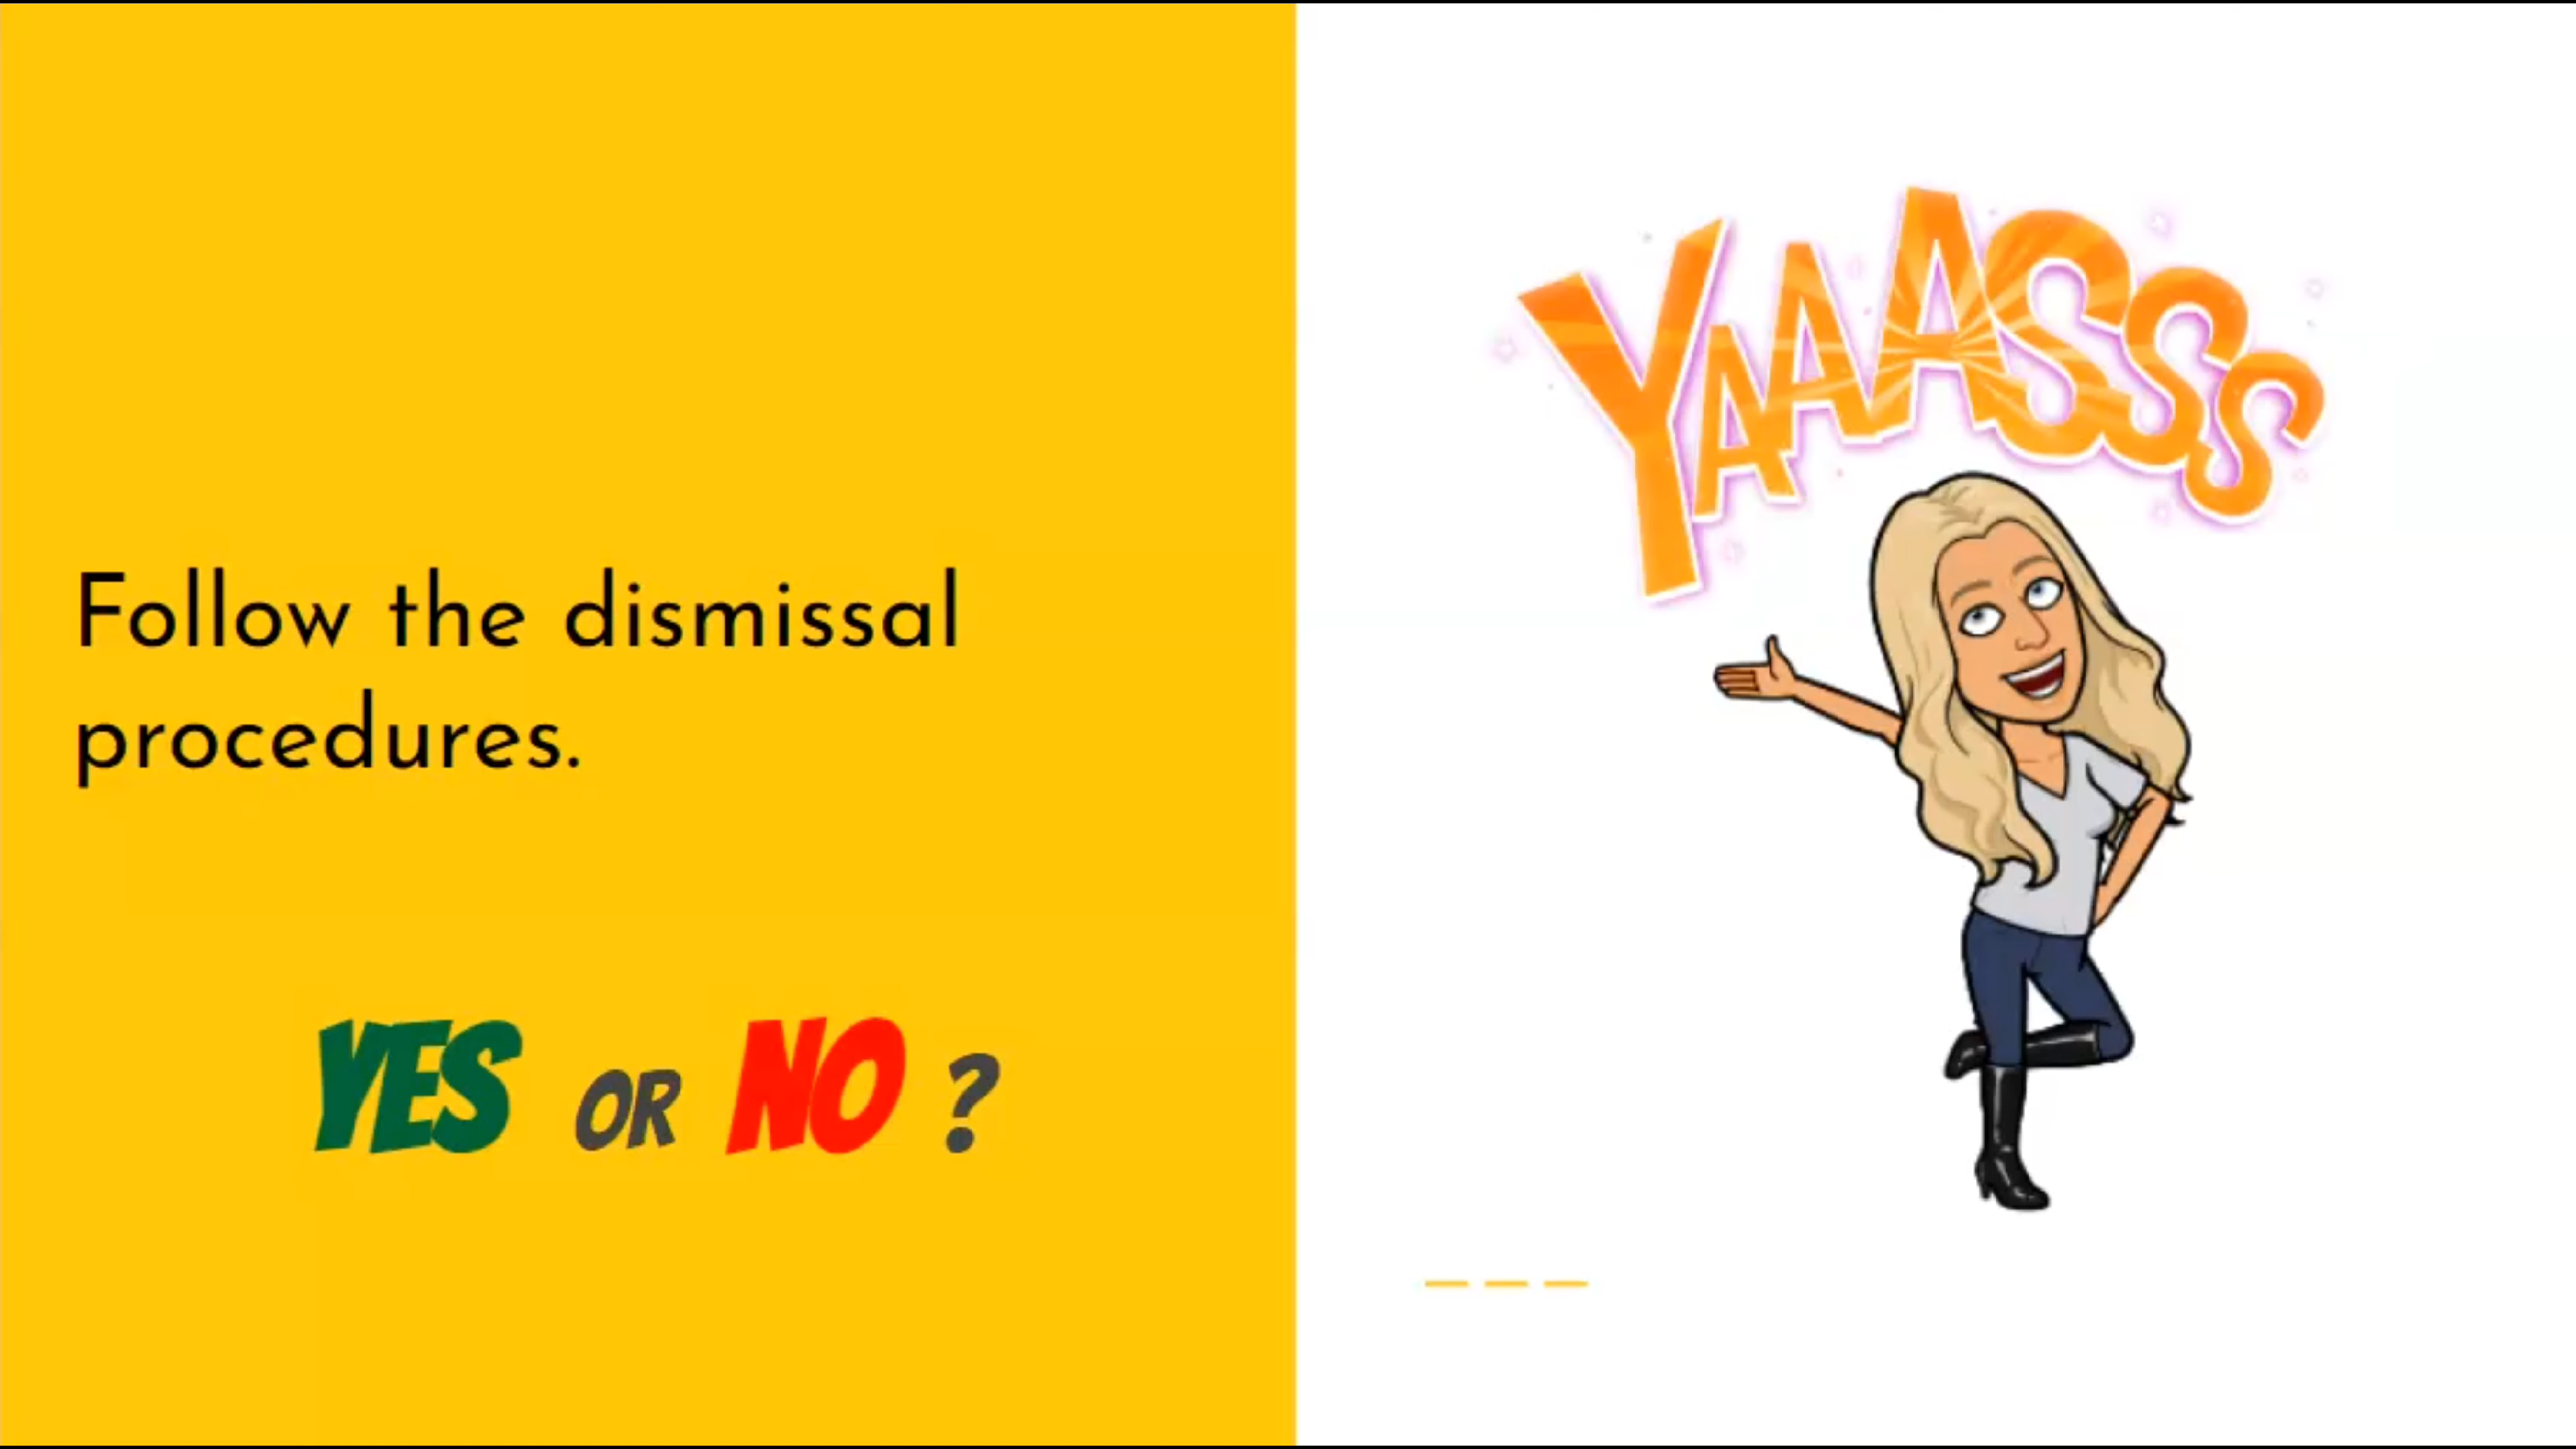 Follow the dismissal
procedures.
YES OR NO ?
YAAASSS